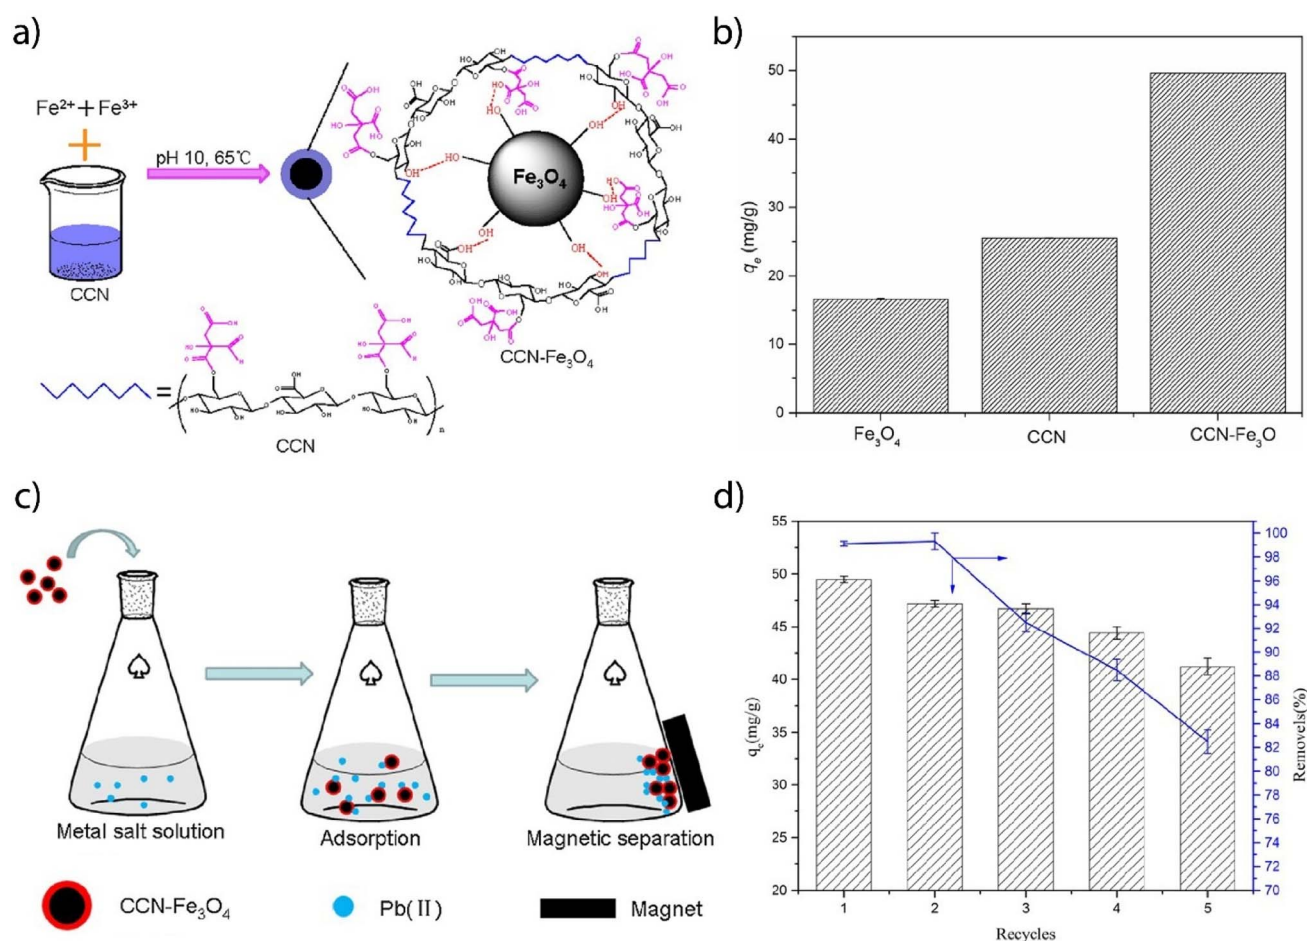 a)
Fe²⁺+Fe³⁺
pH 10, 65℃
CCN
Fe₃O₄
CCN-Fe₃O₄
=
n
CCN
b)
qₑ (mg/g)
50
40
30
20
10
0
Fe₃O₄
CCN
CCN-Fe₃O
c)
Metal salt solution
Adsorption
Magnetic separation
CCN-Fe₃O₄
Pb(II)
Magnet
d)
qₑ(mg/g)
55
50
45
40
35
30
25
20
1 2 3 4 5
Recycles
100
98
96
94
92
90
88
86
84
82
80
78
76
74
72
70
Removels(%)